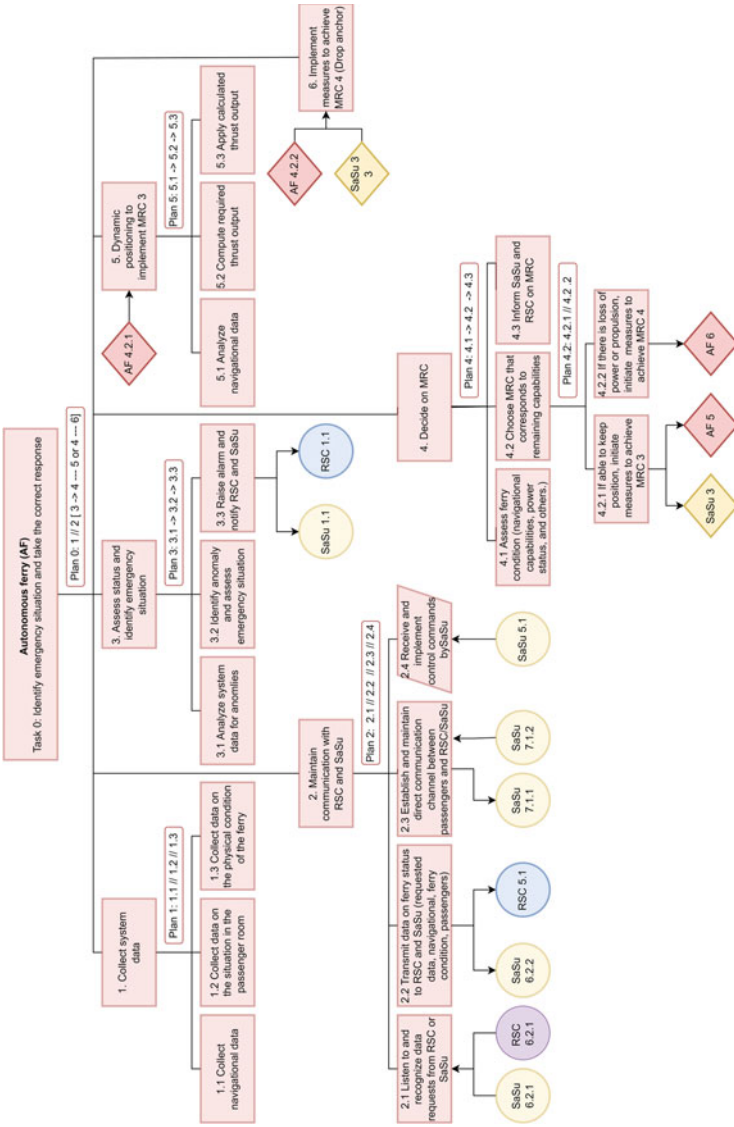 Autonomous ferry (AF)
Task 0: Identify emergency situation and take the correct response
Plan 0: 1 // 2 [ 3 -> 4 --- 5 or 4 --- 6]
1. Collect system
data
Plan 1: 1.1 // 1.2 // 1.3
1.1 Collect
navigational data
1.2 Collect data on
the situation in the
passenger room
1.3 Collect data on
the physical condition
of the ferry
3. Assess status and
identify emergency
situation
Plan 3: 3.1 -> 3.2 -> 3.3
3.1 Analyze system
data for anomlies
3.2 Identify anomaly
and assess
emergency situation
3.3 Raise alarm and
notify RSC and SaSu
SaSu 1.1
RSC 1.1
AF 4.2.1
5. Dynamic
positioning to
implement MRC 3
Plan 5: 5.1 -> 5.2 -> 5.3
5.1 Analyze
navigational data
5.2 Compute required
thrust output
5.3 Apply calculated
thrust output
AF 4.2.2
SaSu 3
3
6. Implement
measures to achieve
MRC 4 (Drop anchor)
2. Maintain
communication with
RSC and SaSu
Plan 2: 2.1 // 2.2 // 2.3 // 2.4
2.1 Listen to and
recognize data
requests from RSC or
SaSu
2.2 Transmit data on ferry status
to RSC and SaSu (requested
data, navigational, ferry
condition, passengers)
2.3 Establish and maintain
direct communication
channel between
passengers and RSC/SaSu
2.4 Receive and
implement
control commands
bySaSu
SaSu
6.2.1
RSC
6.2.1
SaSu
6.2.2
RSC 5.1
SaSu
7.1.1
SaSu
7.1.2
SaSu 5.1
4. Decide on MRC
Plan 4: 4.1 -> 4.2 -> 4.3
4.1 Assess ferry
condition (navigational
capabilities, power
status, and others.)
4.2 Choose MRC that
corresponds to
remaining capabilities
4.3 Inform SaSu and
RSC on MRC
Plan 4.2: 4.2.1 // 4.2 .2
4.2.1 If able to keep
position, initiate
measures to achieve
MRC 3
4.2.2 If there is loss of
power or propulsion,
initiate measures to
achieve MRC 4
SaSu 3
AF 5
AF 6